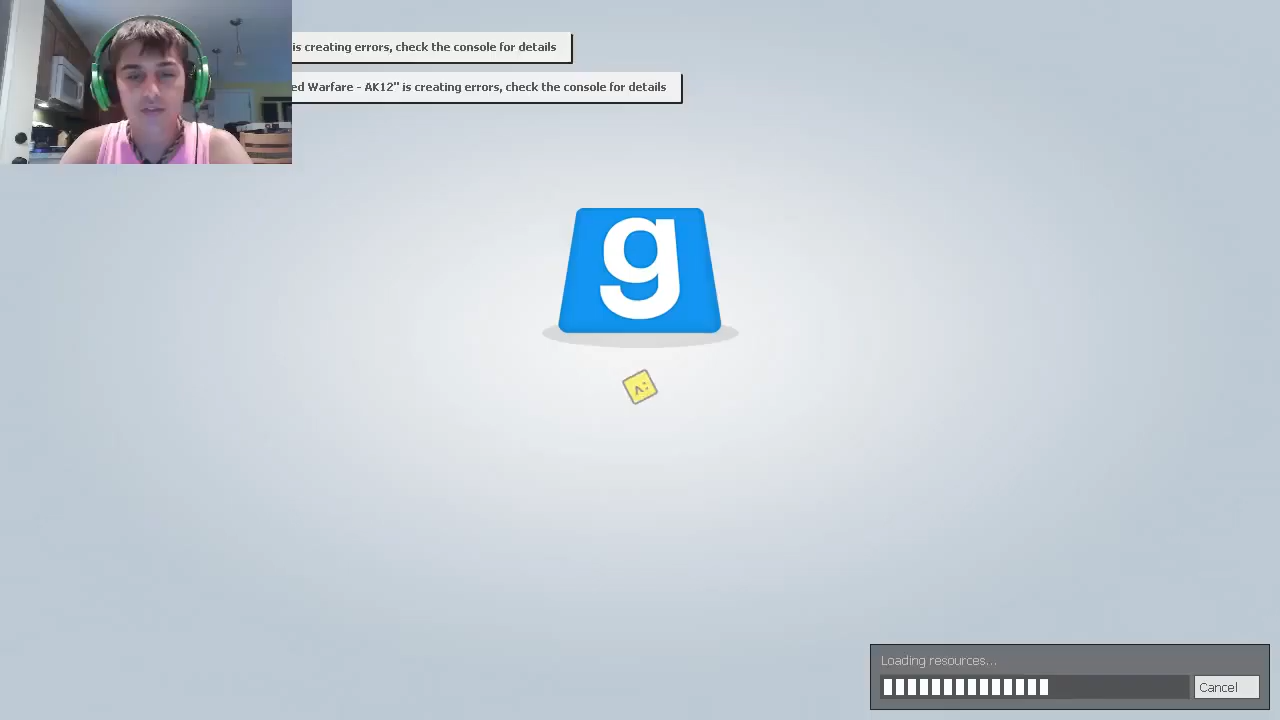 is creating errors, check the console for details
ed Warfare - AK12" is creating errors, check the console for details
g
Loading resources...
Cancel